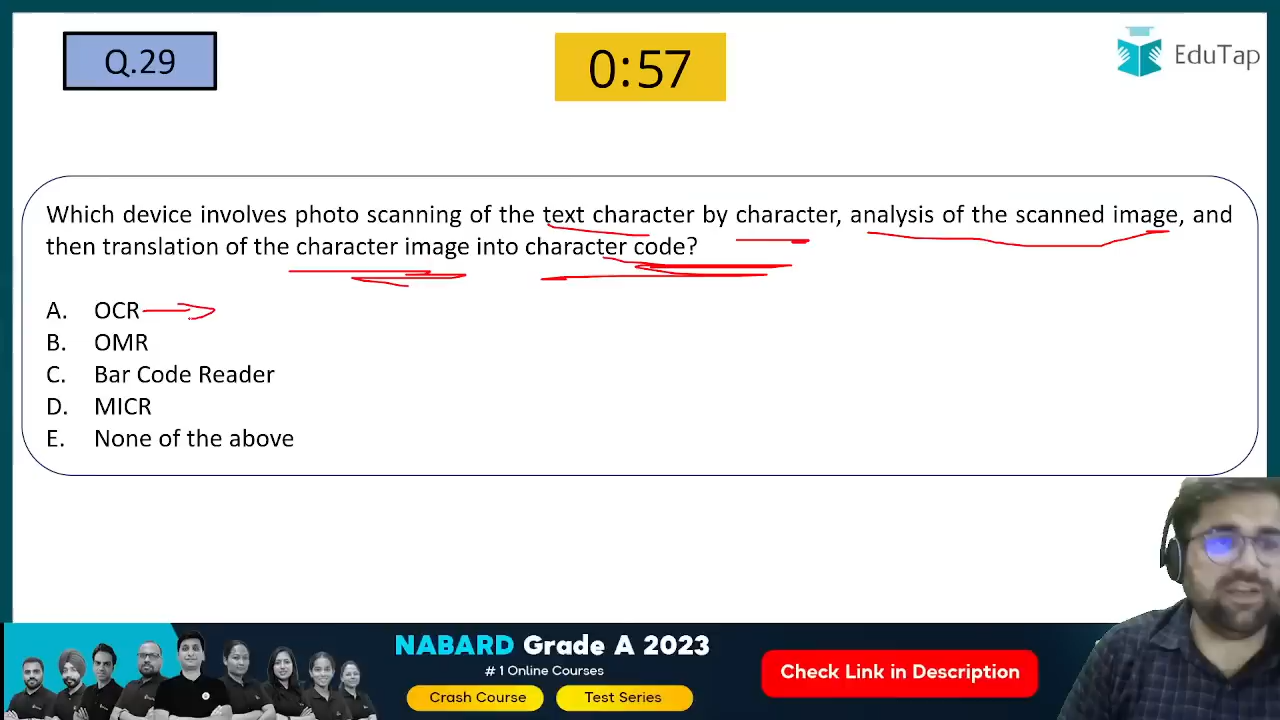 Q.29
0:57
EduTap
Which device involves photo scanning of the text character by character, analysis of the scanned image, and
then translation of the character image into character code?
A. OCR
B. OMR
C. Bar Code Reader
D. MICR
E. None of the above
NABARD Grade A 2023
# 1 Online Courses
Crash Course
Test Series
Check Link in Description